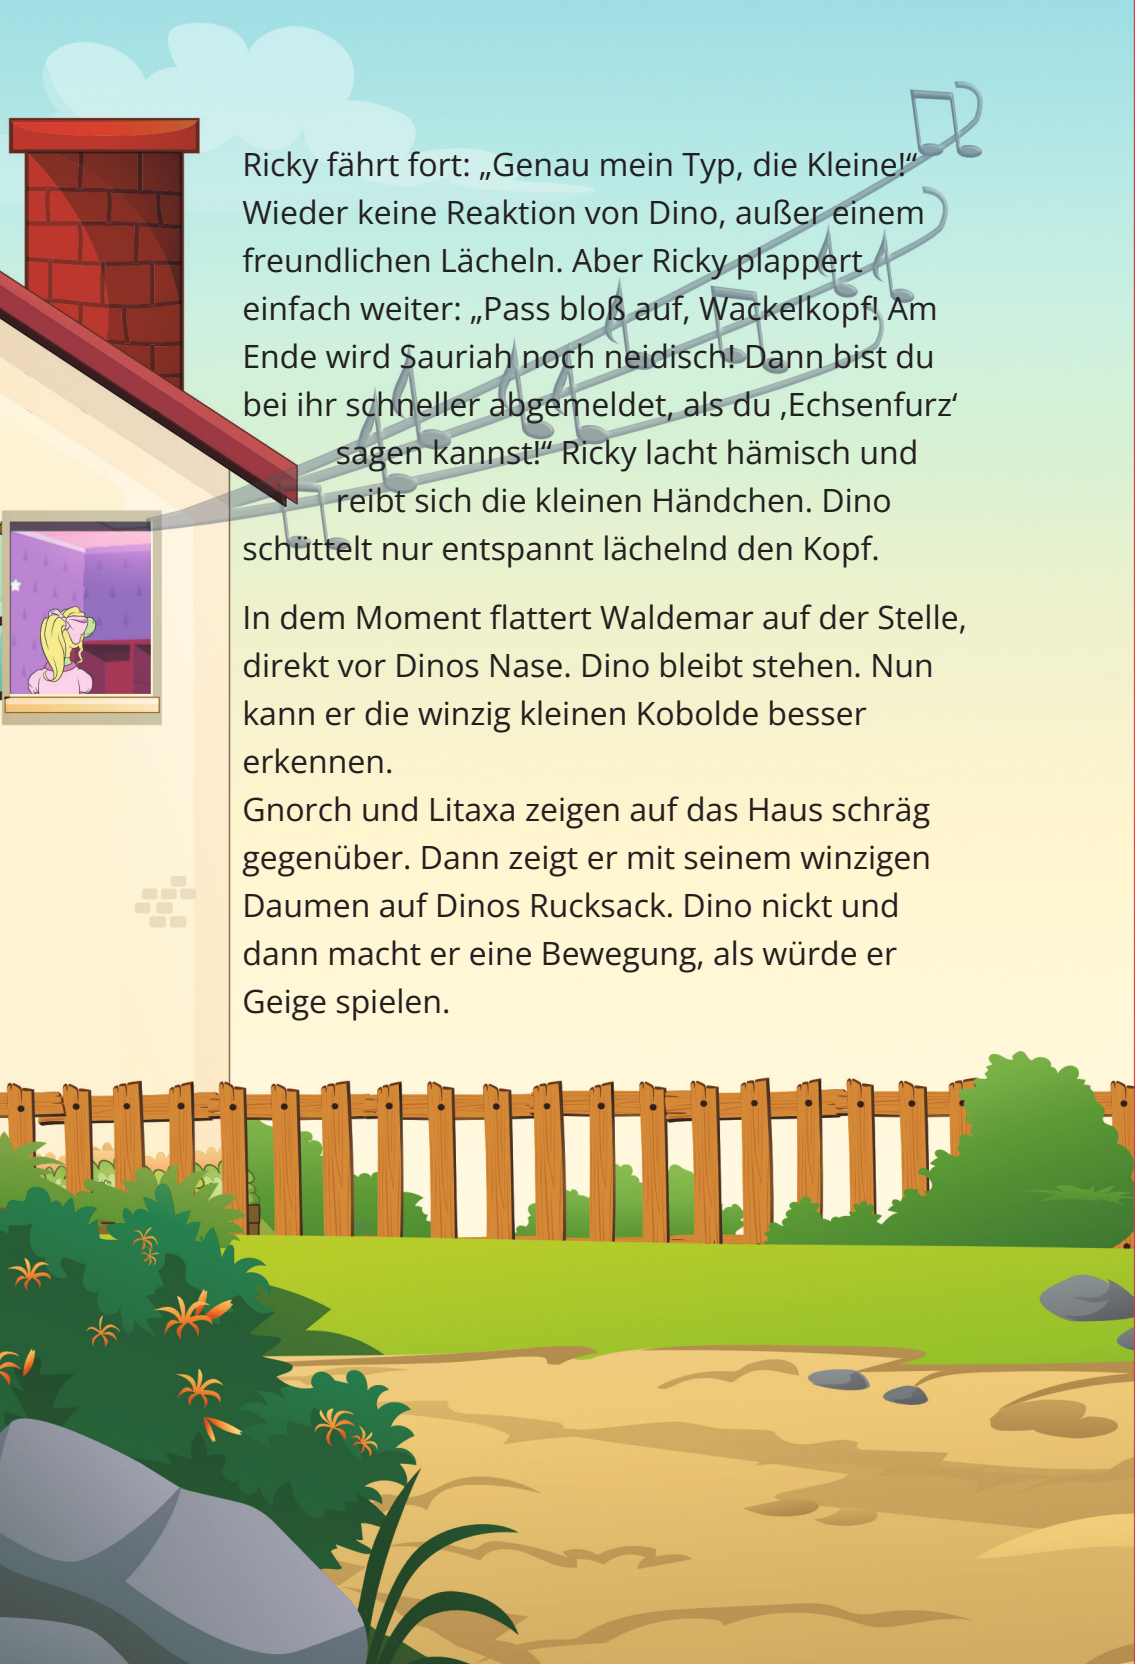 Ricky fährt fort: „Genau mein Typ, die Kleine!“
Wieder keine Reaktion von Dino, außer einem
freundlichen Lächeln. Aber Ricky plappert
einfach weiter: „Pass bloß auf, Wackelkopf! Am
Ende wird Sauriah noch neidisch! Dann bist du
bei ihr schneller abgemeldet, als du ‚Echsenfurz‘
sagen kannst!“ Ricky lacht hämisch und
reibt sich die kleinen Händchen. Dino
schüttelt nur entspannt lächelnd den Kopf.
In dem Moment flattert Waldemar auf der Stelle,
direkt vor Dinos Nase. Dino bleibt stehen. Nun
kann er die winzig kleinen Kobolde besser
erkennen.
Gnorch und Litaxa zeigen auf das Haus schräg
gegenüber. Dann zeigt er mit seinem winzigen
Daumen auf Dinos Rucksack. Dino nickt und
dann macht er eine Bewegung, als würde er
Geige spielen.